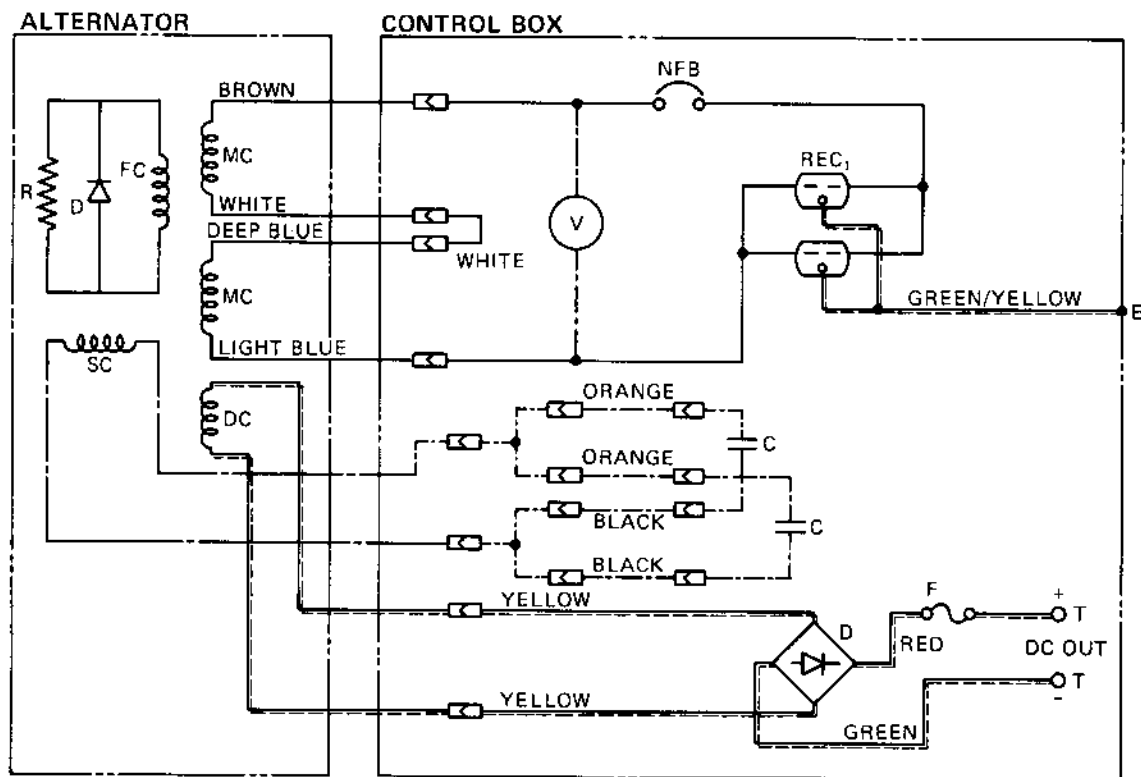 ALTERNATOR
CONTROL BOX
BROWN
NFB
R
D
FC
MC
REC₁
WHITE
DEEP BLUE
WHITE
V
MC
GREEN/YELLOW
E
LIGHT BLUE
SC
DC
ORANGE
C
ORANGE
BLACK
C
BLACK
YELLOW
F
+
T
D
RED
DC OUT
T
-
YELLOW
GREEN